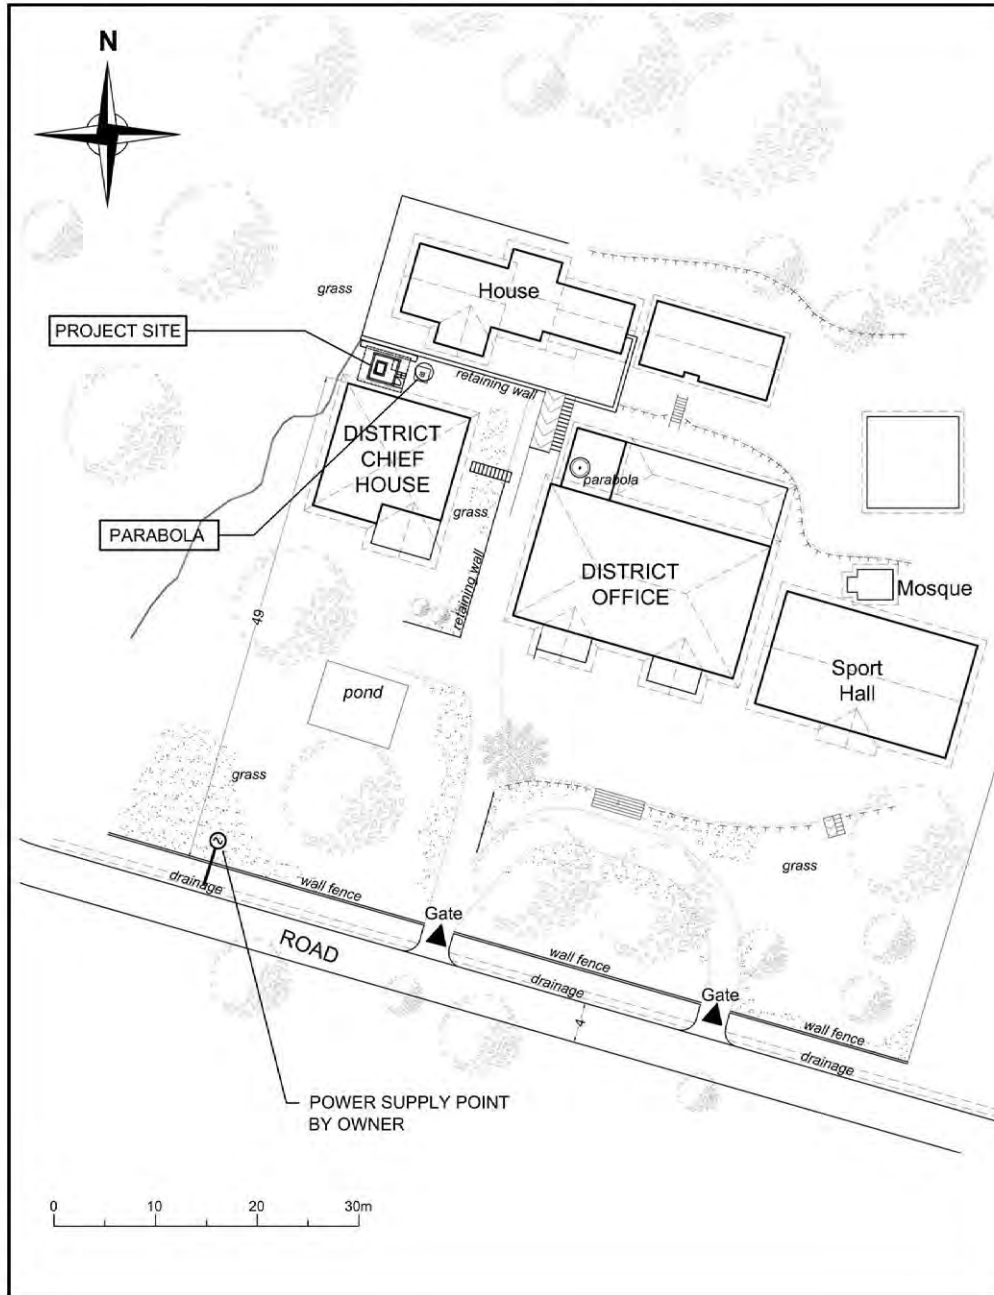 N
House
grass
PROJECT SITE
retaining wall
DISTRICT
CHIEF
HOUSE
parabola
grass
PARABOLA
retaining wall
DISTRICT
OFFICE
Mosque
49
Sport
Hall
pond
grass
grass
drainage
wall fence
Gate
ROAD
wall fence
drainage
Gate
4
wall fence
drainage
POWER SUPPLY POINT
BY OWNER
0 10 20 30m